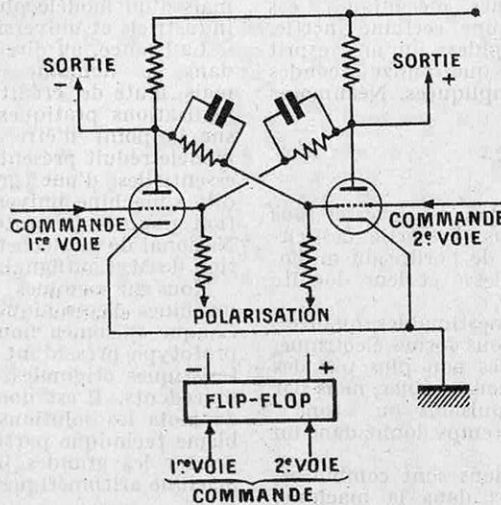 SORTIE
-
SORTIE
-
COMMANDE
1re VOIE
COMMANDE
2e VOIE
POLARISATION
- +
FLIP-FLOP
1re VOIE 2e VOIE
COMMANDE